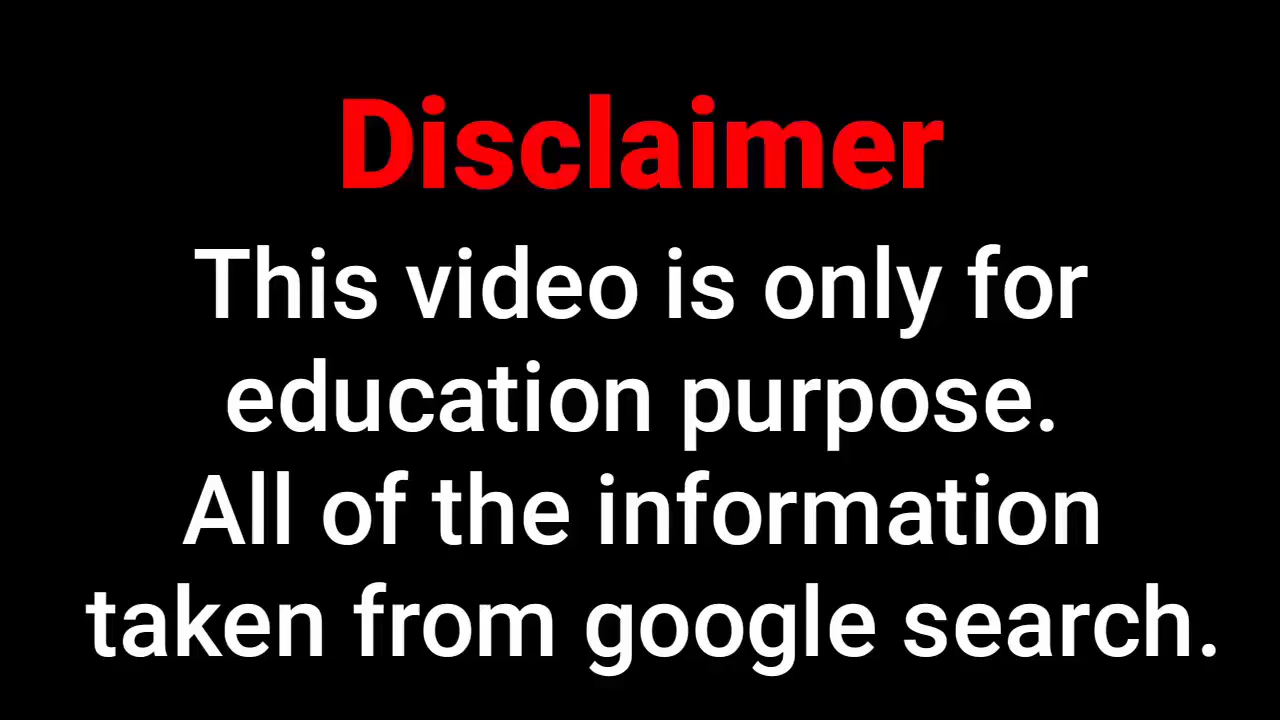 Disclaimer
This video is only for
education purpose.
All of the information
taken from google search.